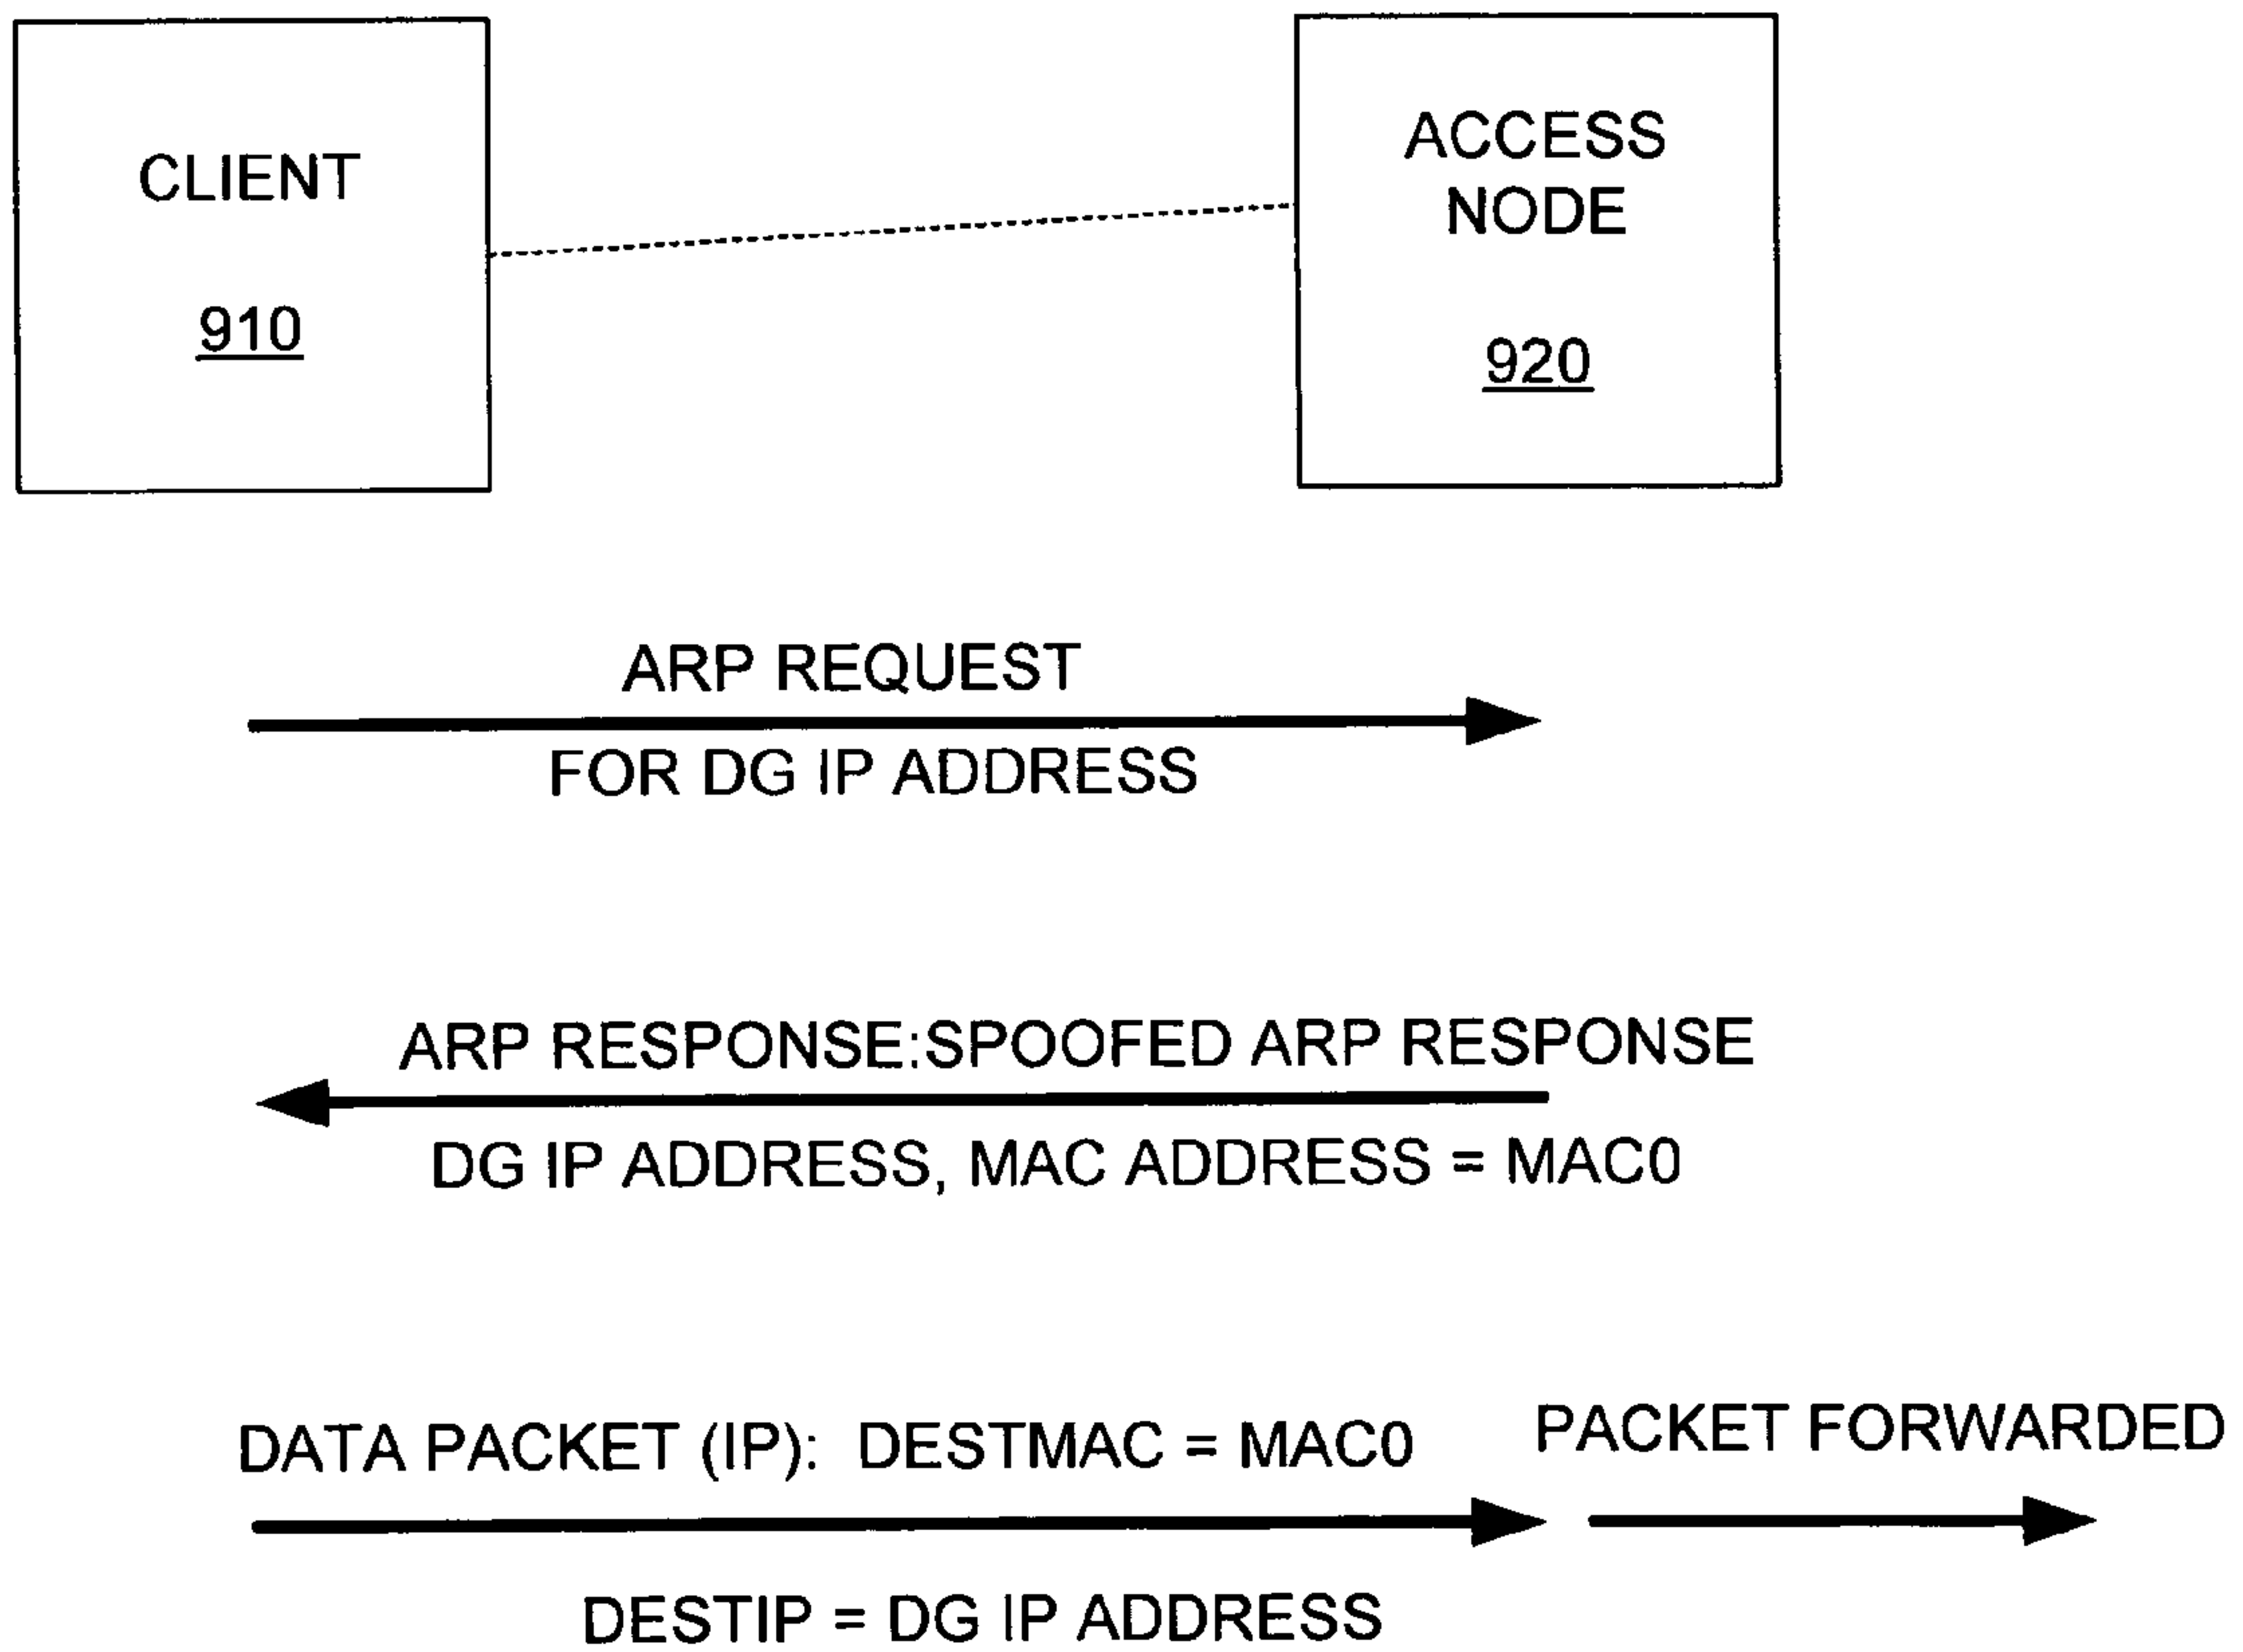 CLIENT
910
ACCESS
NODE
920
ARP REQUEST
FOR DG IP ADDRESS
ARP RESPONSE:SPOOFED ARP RESPONSE
DG IP ADDRESS, MAC ADDRESS = MAC0
DATA PACKET (IP): DESTMAC = MAC0
PACKET FORWARDED
DESTIP = DG IP ADDRESS